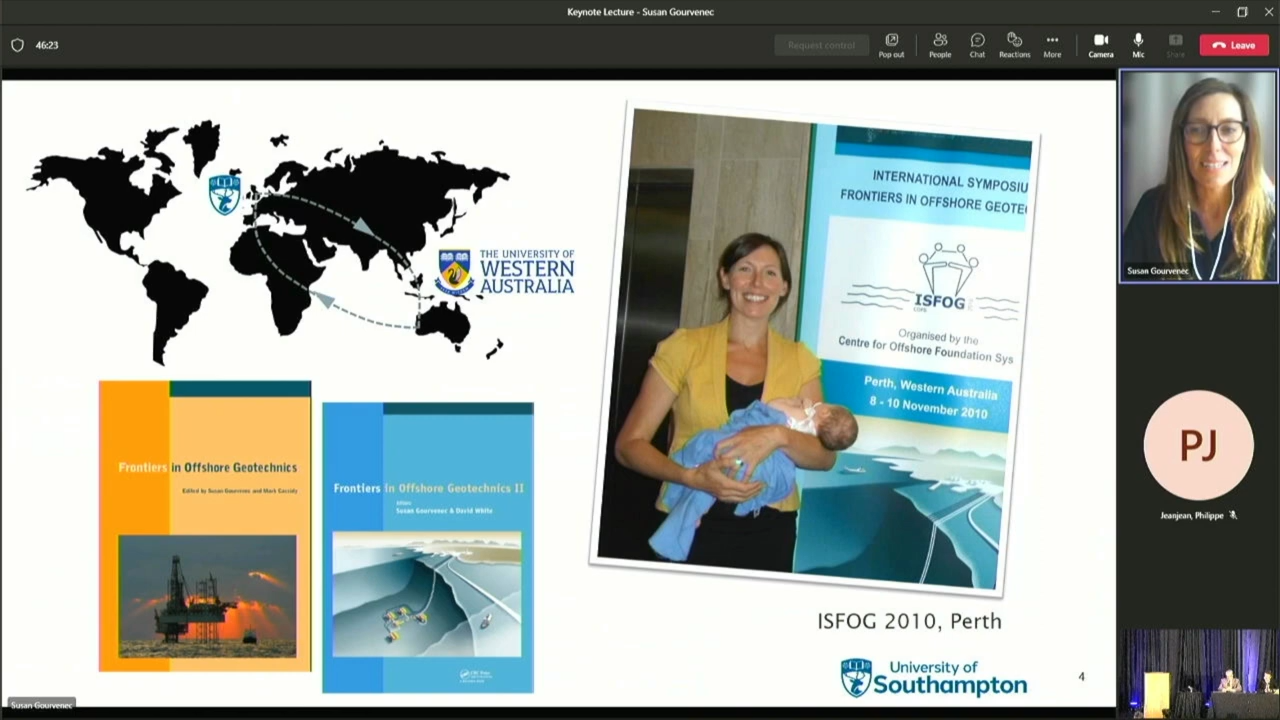 Keynote Lecture - Susan Gourvenec
46:23
Request control
Pop out
People
Chat
Reactions
More
Camera
Mic
Share
Leave
THE UNIVERSITY OF
WESTERN
AUSTRALIA
INTERNATIONAL SYMPOSIU
FRONTIERS IN OFFSHORE GEOTE
ISFOG
Organised by the
Centre for Offshore Foundation Sys
Perth, Western Australia
8 - 10 November 2010
Frontiers in Offshore Geotechnics
Edited by Susan Gourvenec and Mark Cassidy
Frontiers in Offshore Geotechnics II
Editors
Susan Gourvenec & David White
CRC Press
ISFOG 2010, Perth
University of
Southampton
4
Susan Gourvenec
Susan Gourvenec
PJ
Jeanjean, Philippe